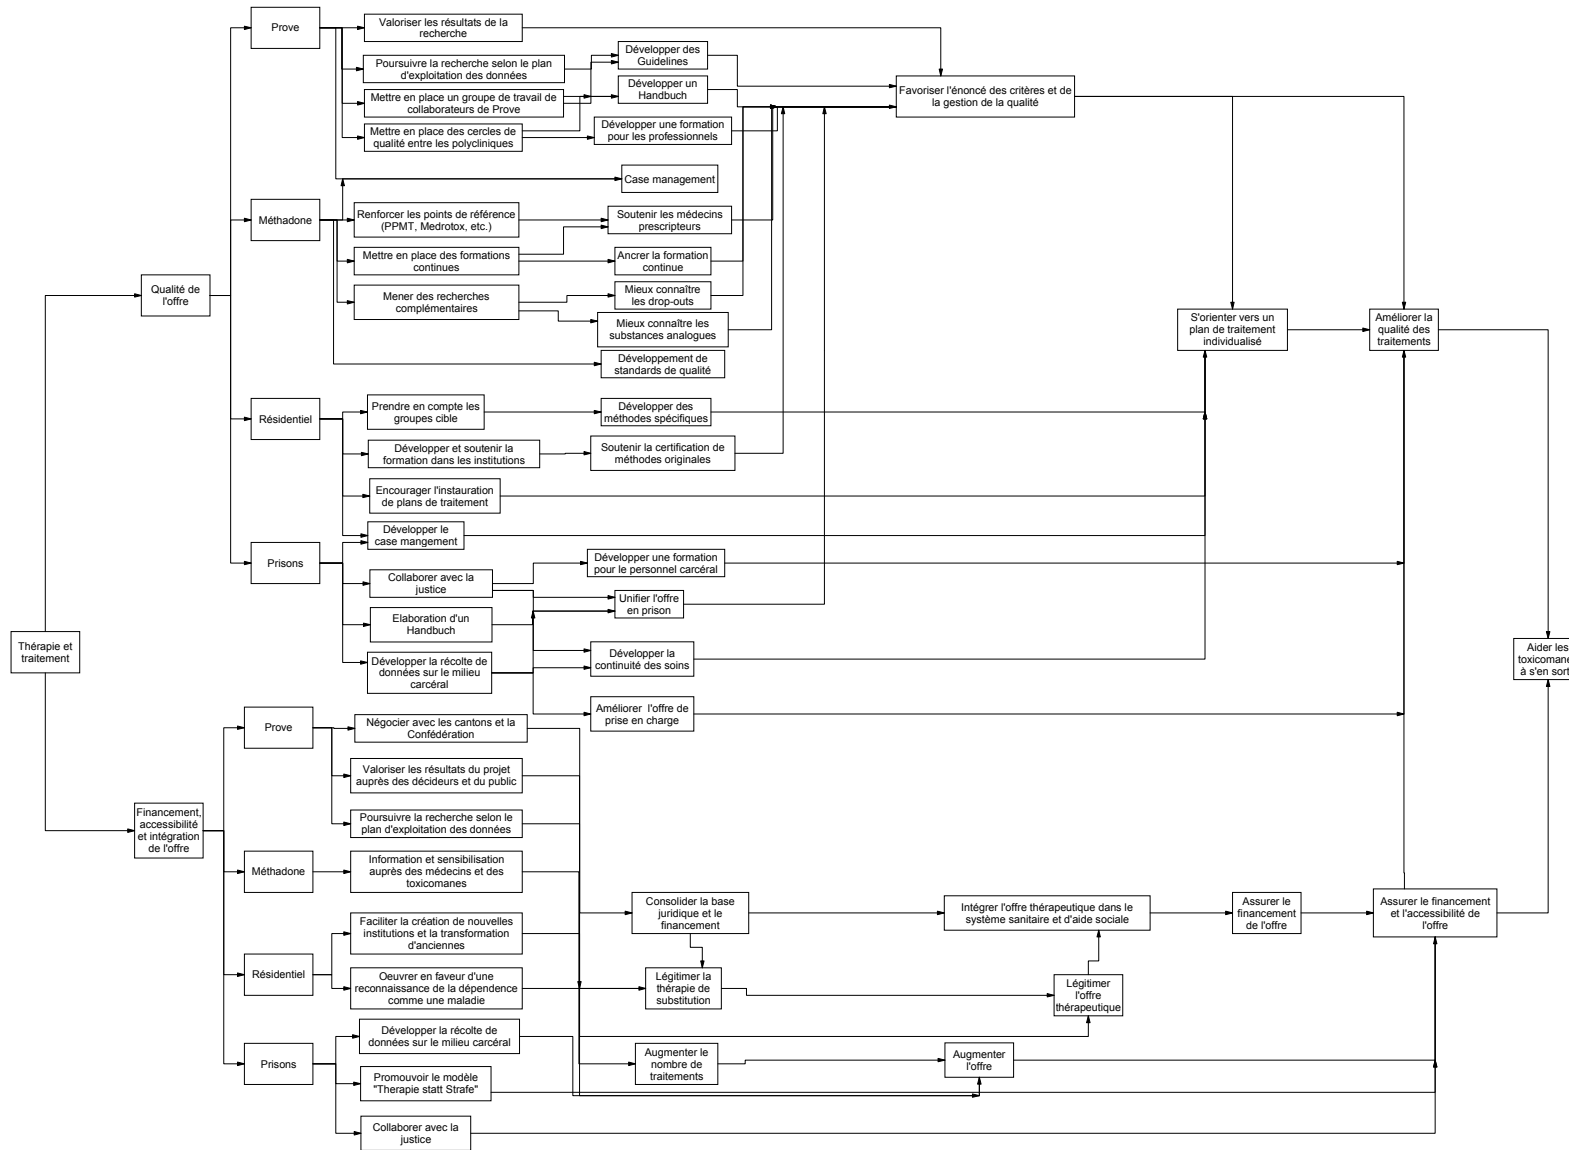 Prove
Valoriser les résultats de la
recherche
Poursuivre la recherche selon le plan
d'exploitation des données
Développer des
Guidelines
Mettre en place un groupe de travail de
collaborateurs de Prove
Développer un
Handbuch
Favoriser l'énoncé des critères et de
la gestion de la qualité
Mettre en place des cercles de
qualité entre les polycliniques
Développer une formation
pour les professionnels
Case management
Méthadone
Renforcer les points de référence
(PPMT, Medrotox, etc.)
Soutenir les médecins
prescripteurs
Mettre en place des formations
continues
Ancrer la formation
continue
Qualité de
l'offre
Mener des recherches
complémentaires
Mieux connaître
les drop-outs
Mieux connaître les
substances analogues
S'orienter vers un
plan de traitement
individualisé
Améliorer la
qualité des
traitements
Développement de
standards de qualité
Résidentiel
Prendre en compte les
groupes cible
Développer des
méthodes spécifiques
Développer et soutenir la
formation dans les institutions
Soutenir la certification de
méthodes originales
Encourager l'instauration
de plans de traitement
Développer le
case mangement
Prisons
Développer une formation
pour le personnel carcéral
Collaborer avec la
justice
Unifier l'offre
en prison
Elaboration d'un
Handbuch
Thérapie et
traitement
Développer la récolte de
données sur le milieu carcéral
Développer la
continuité des soins
Aider les
toxicomane
à s'en sort
Améliorer l'offre de
prise en charge
Prove
Négocier avec les cantons et la
Confédération
Valoriser les résultats du projet
auprès des décideurs et du public
Financement,
accessibilité
et intégration
de l'offre
Poursuivre la recherche selon le
plan d'exploitation des données
Méthadone
Information et sensibilisation
auprès des médecins et des
toxicomanes
Faciliter la création de nouvelles
institutions et la transformation
d'anciennes
Consolider la base
juridique et le
financement
Intégrer l'offre thérapeutique dans le
système sanitaire et d'aide sociale
Assurer le
financement
de l'offre
Assurer le financement
et l'accessibilité de
l'offre
Résidentiel
Oeuvrer en faveur d'une
reconnaissance de la dépendence
comme une maladie
Légitimer la
thérapie de
substitution
Légitimer
l'offre
thérapeutique
Développer la récolte de
données sur le milieu carcéral
Prisons
Augmenter le
nombre de
traitements
Augmenter
l'offre
Promouvoir le modèle
"Therapie statt Strafe"
Collaborer avec la
justice